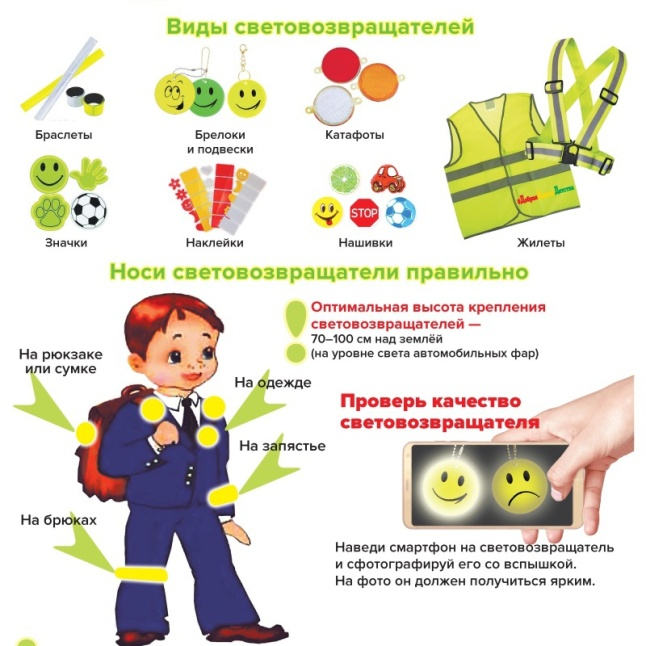 Виды световозвращателей
Браслеты
Брелоки
и подвески
Катафоты
Значки
Наклейки
STOP
Нашивки
Жилеты
Носи световозвращатели правильно
Оптимальная высота крепления
световозвращателей —
70–100 см над землёй
(на уровне света автомобильных фар)
На рюкзаке
или сумке
На одежде
На запястье
На брюках
Проверь качество
световозвращателя
Наведи смартфон на световозвращатель
и сфотографируй его со вспышкой.
На фото он должен получиться ярким.